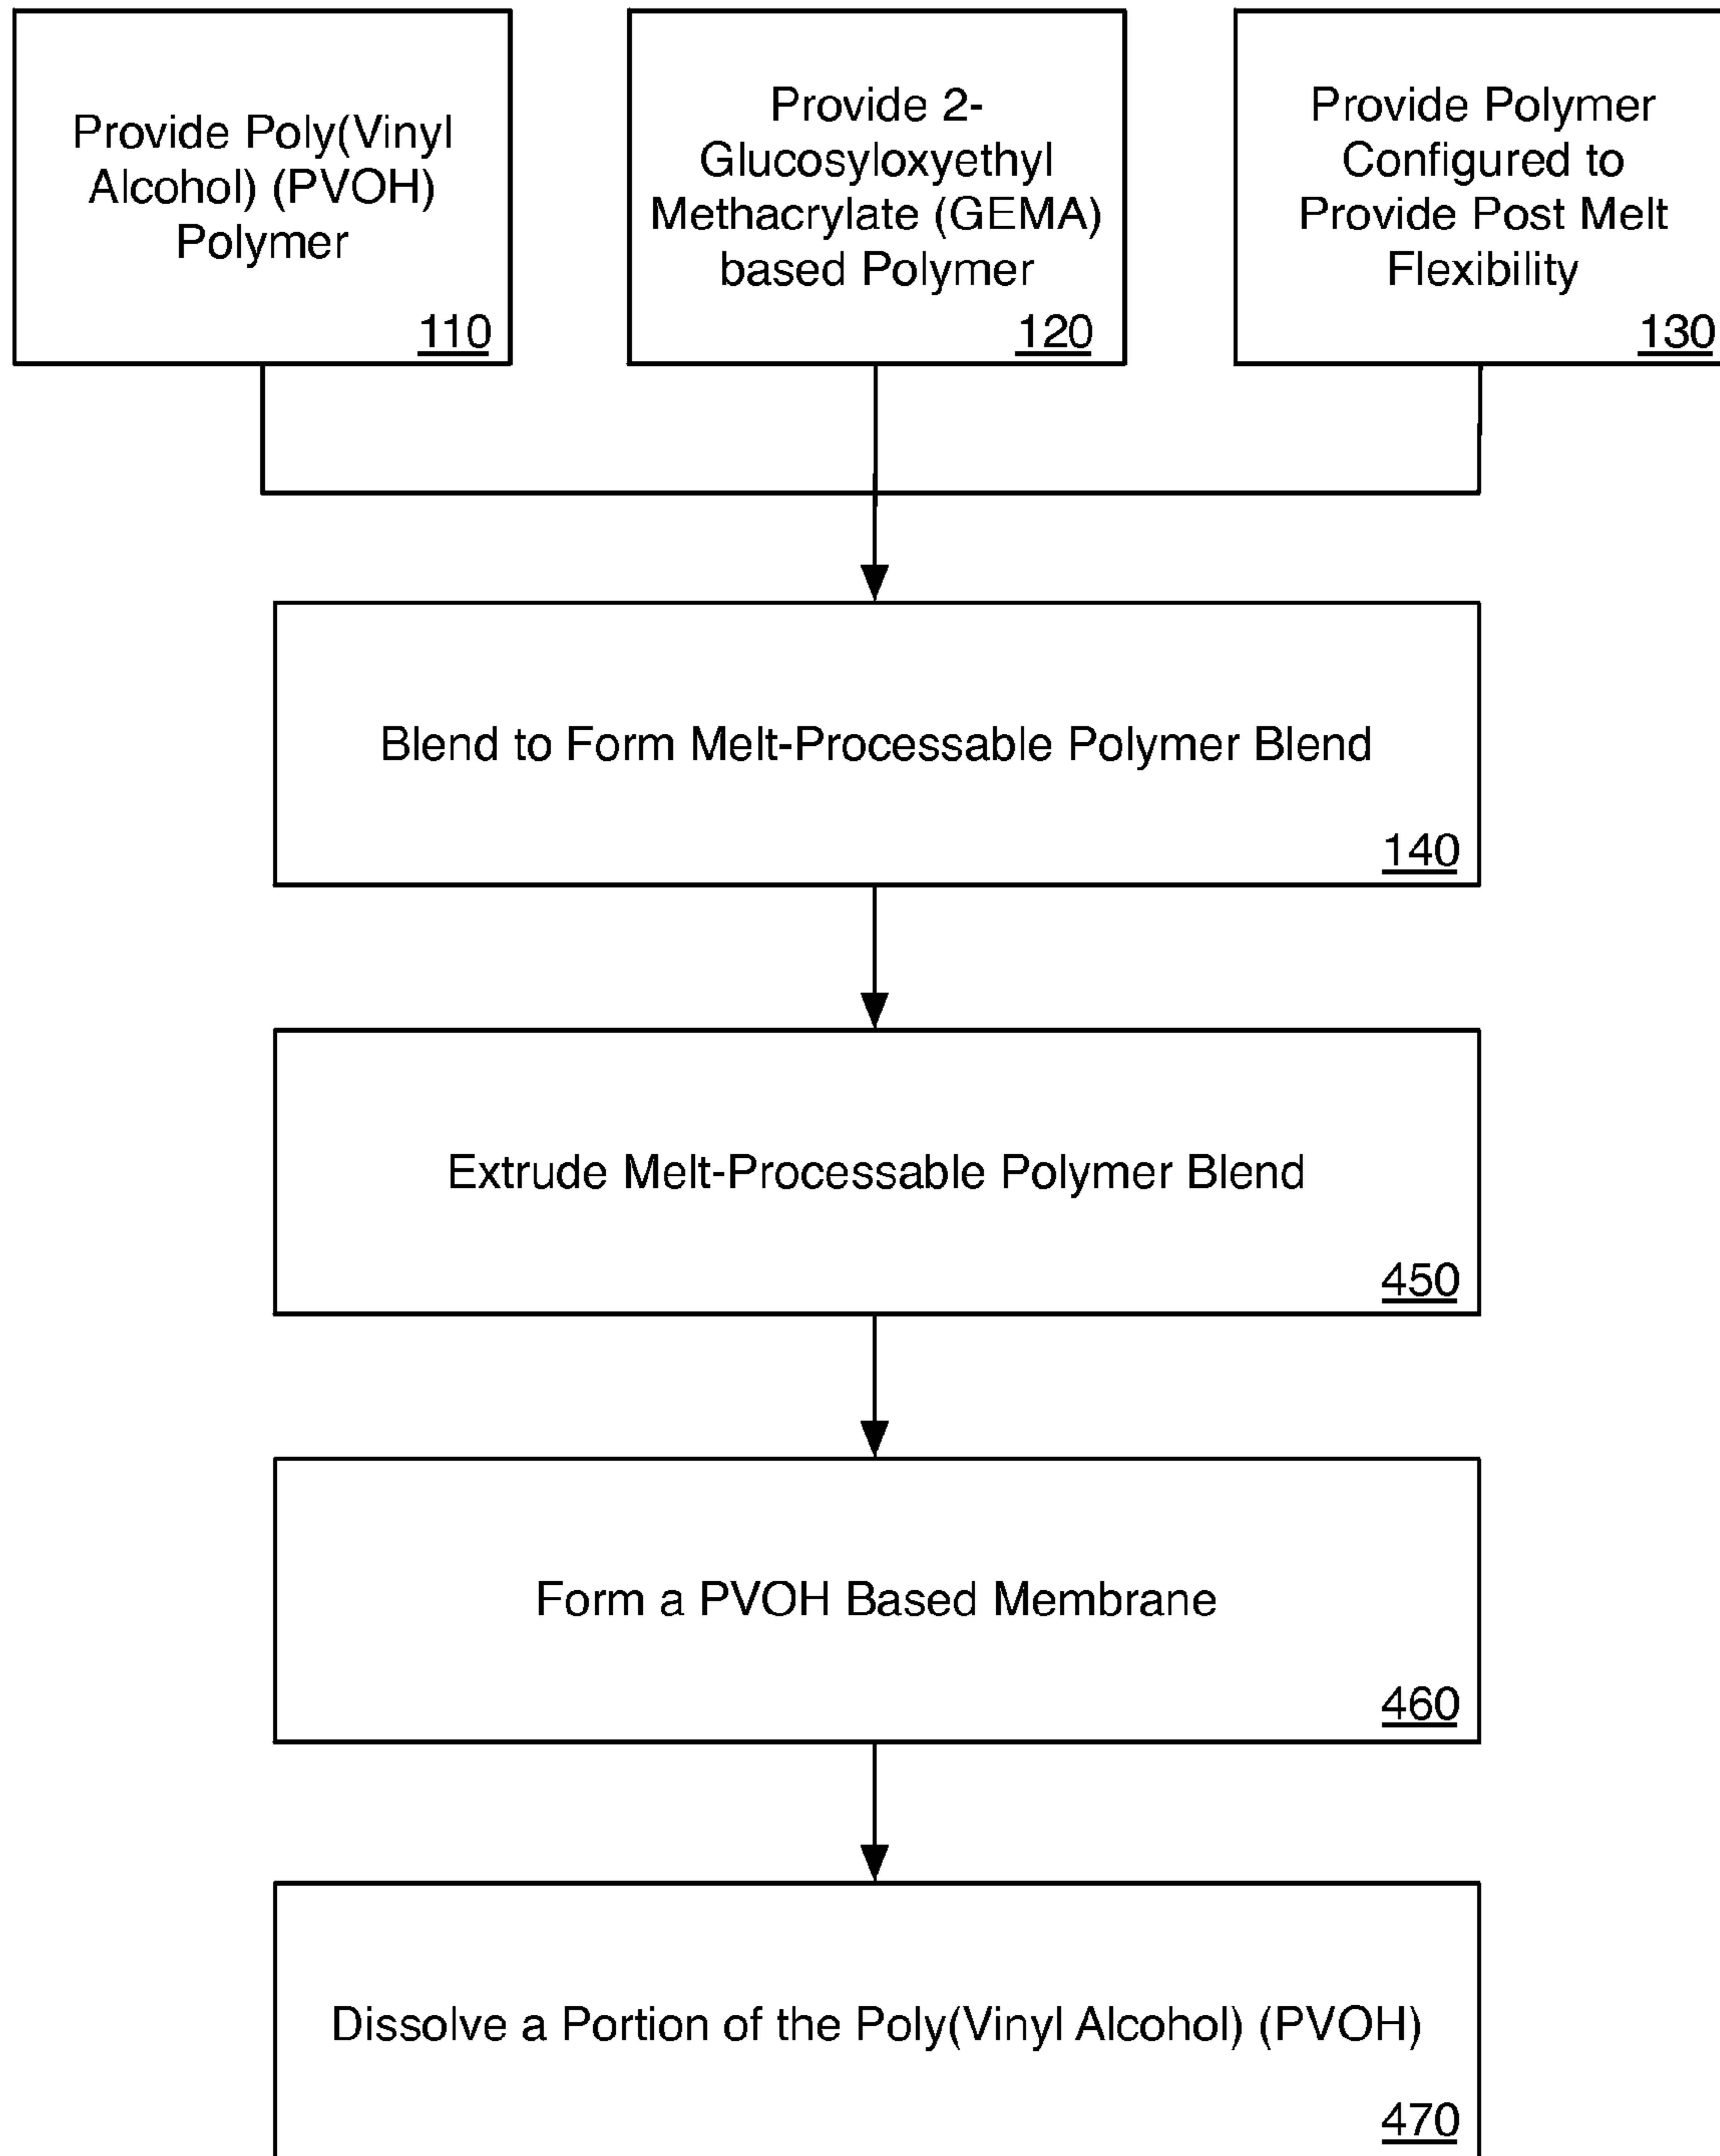 Provide Poly(Vinyl
Alcohol) (PVOH)
Polymer
110
Provide 2-
Glucosyloxyethyl
Methacrylate (GEMA)
based Polymer
120
Provide Polymer
Configured to
Provide Post Melt
Flexibility
130
Blend to Form Melt-Processable Polymer Blend
140
Extrude Melt-Processable Polymer Blend
450
Form a PVOH Based Membrane
460
Dissolve a Portion of the Poly(Vinyl Alcohol) (PVOH)
470